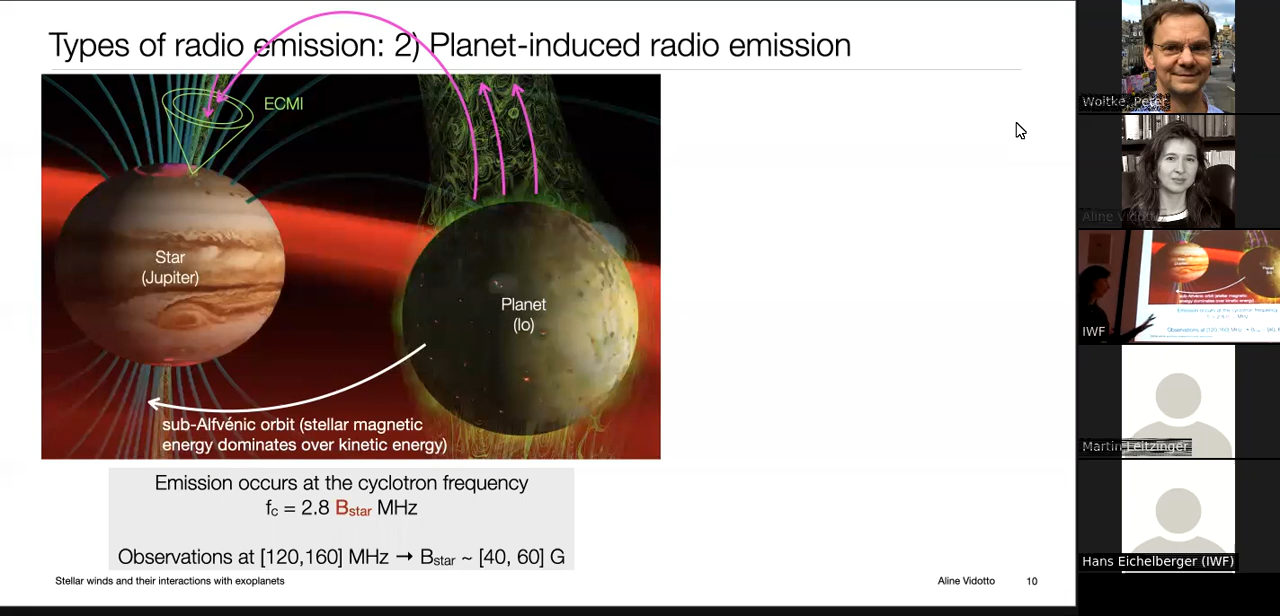 Types of radio emission: 2) Planet-induced radio emission
ECMI
Star
(Jupiter)
Planet
(Io)
sub-Alfvénic orbit (stellar magnetic
energy dominates over kinetic energy)
Emission occurs at the cyclotron frequency
fc = 2.8 Bstar MHz
Observations at [120,160] MHz → Bstar ~ [40, 60] G
Stellar winds and their interactions with exoplanets
Aline Vidotto
10
Woitke, Peter
Aline Vidotto
IWF
Martin Leitzinger
Hans Eichelberger (IWF)